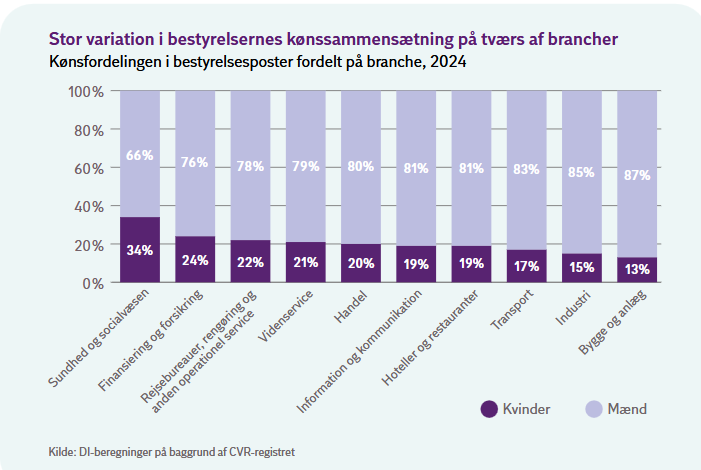 Stor variation i bestyrelsernes kønssammensætning på tværs af brancher
Kønsfordelingen i bestyrelsesposter fordelt på branche, 2024
100 %
80 %
60 %
40 %
20 %
0 %
66% 76% 78% 79% 80% 81% 81% 83% 85% 87%
34% 24% 22% 21% 20% 19% 19% 17% 15% 13%
Sundhed og socialvæsen
Finansiering og forsikring
Rejsebureauer, rengøring og
anden operationel service
Videnservice
Handel
Information og kommunikation
Hoteller og restauranter
Transport
Industri
Bygge og anlæg
Kvinder
Mænd
Kilde: DI-beregninger på baggrund af CVR-registret